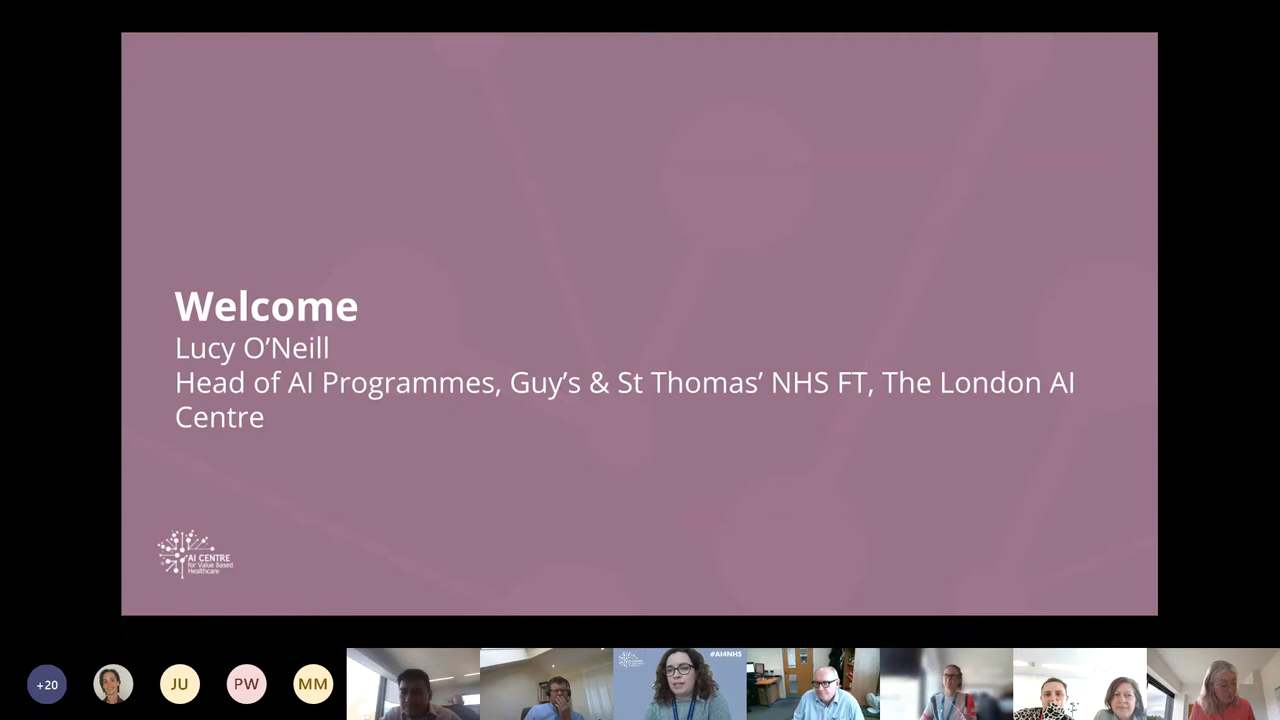 Welcome
Lucy O’Neill
Head of AI Programmes, Guy’s & St Thomas’ NHS FT, The London AI
Centre
AI CENTRE
for Value Based
Healthcare
+20
JU
PW
MM
#AI4NHS